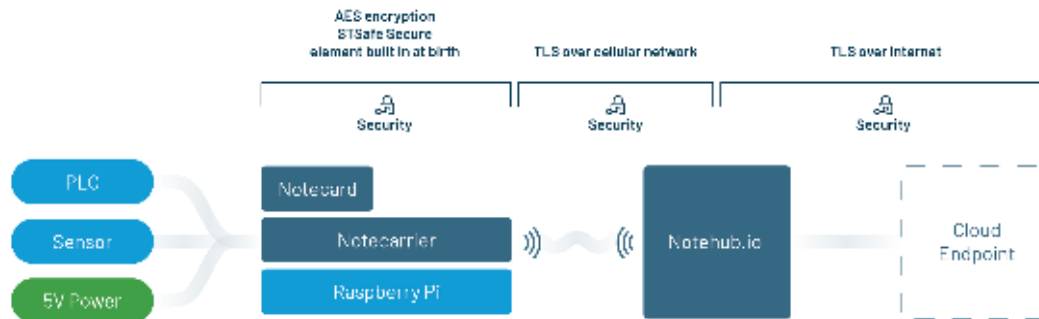 AES encryption
STSafe Secure
element built in at birth
TLS over cellular network
TLS over internet
Security
Security
Security
PLC
Notecard
Sensor
Notecarrier
Notehub.io
Cloud
Endpoint
5V Power
Raspberry Pi